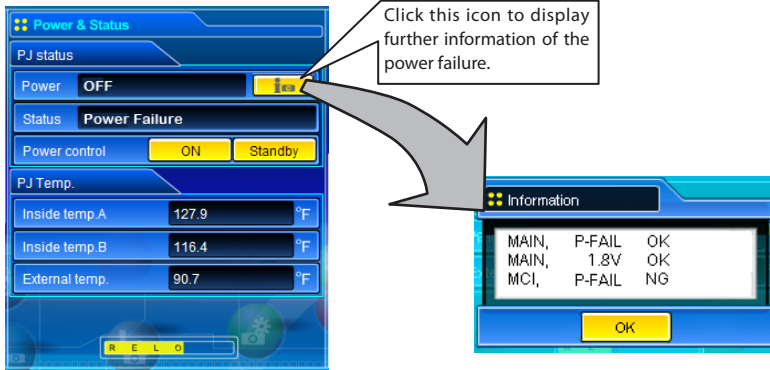 Power & Status
PJ status
Power OFF
Status Power Failure
Power control ON Standby
PJ Temp.
Inside temp.A 127.9 °F
Inside temp.B 116.4 °F
External temp. 90.7 °F
R E L O
Click this icon to display
further information of the
power failure.
Information
MAIN, P-FAIL OK
MAIN, 1.8V OK
MCI, P-FAIL NG
OK